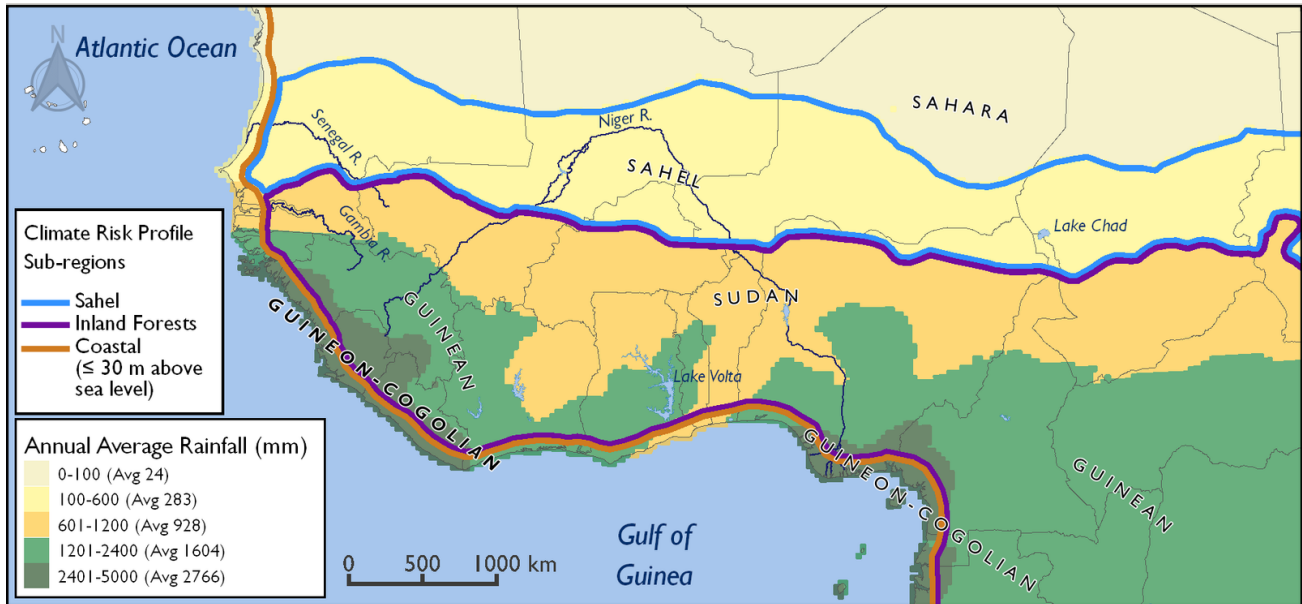 Atlantic Ocean
SAHARA
Senegal R.
Niger R.
SAHEL
Gambia R.
Lake Chad
SUDAN
GUINEAN
GUINEON-COGOLIAN
Lake Volta
GUINEON-COGOLIAN
GUINEAN
Gulf of
Guinea
0 500 1000 km
Climate Risk Profile
Sub-regions
Sahel
Inland Forests
Coastal
(≤ 30 m above
sea level)
Annual Average Rainfall (mm)
0-100 (Avg 24)
100-600 (Avg 283)
601-1200 (Avg 928)
1201-2400 (Avg 1604)
2401-5000 (Avg 2766)